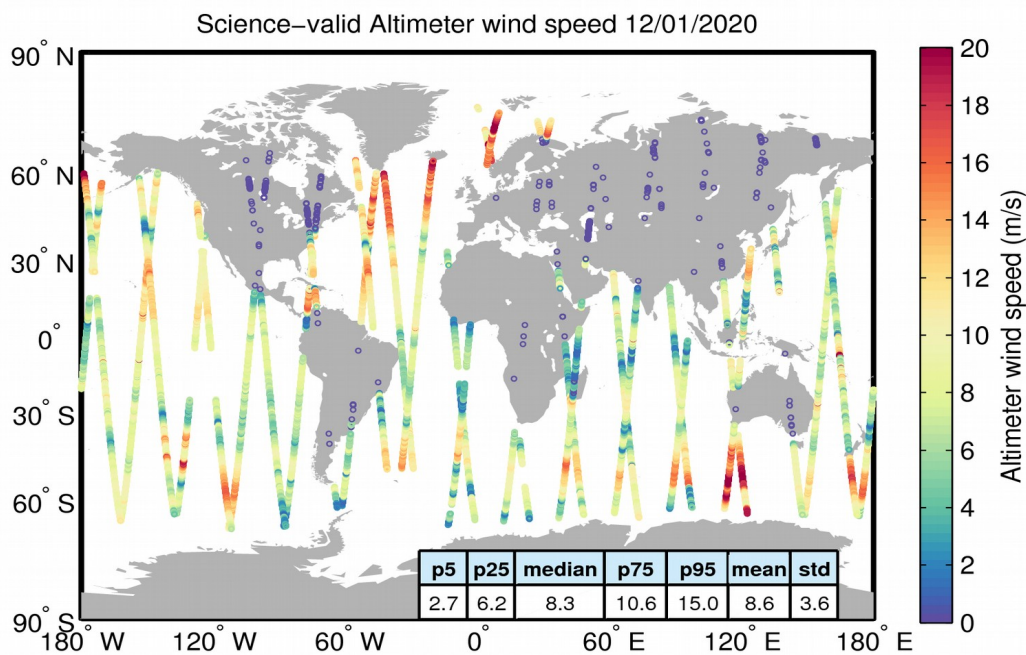 Science−valid Altimeter wind speed 12/01/2020
90° N
60° N
30° N
0°
30° S
60° S
90° S
180° W
120° W
60° W
0°
60° E
120° E
180° E
p5 p25 median p75 p95 mean std
2.7 6.2 8.3 10.6 15.0 8.6 3.6
20
18
16
14
12
10
8
6
4
2
0
Altimeter wind speed (m/s)